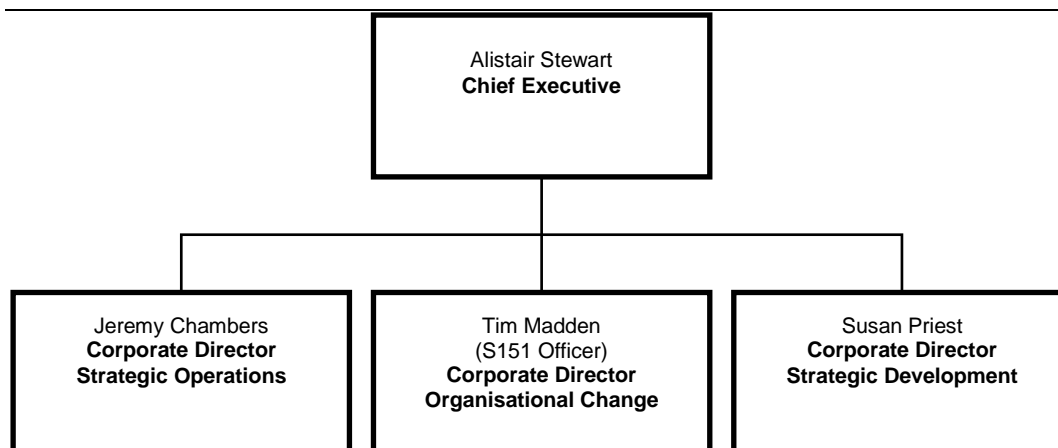 Alistair Stewart
Chief Executive
Jeremy Chambers
Corporate Director
Strategic Operations
Tim Madden
(S151 Officer)
Corporate Director
Organisational Change
Susan Priest
Corporate Director
Strategic Development